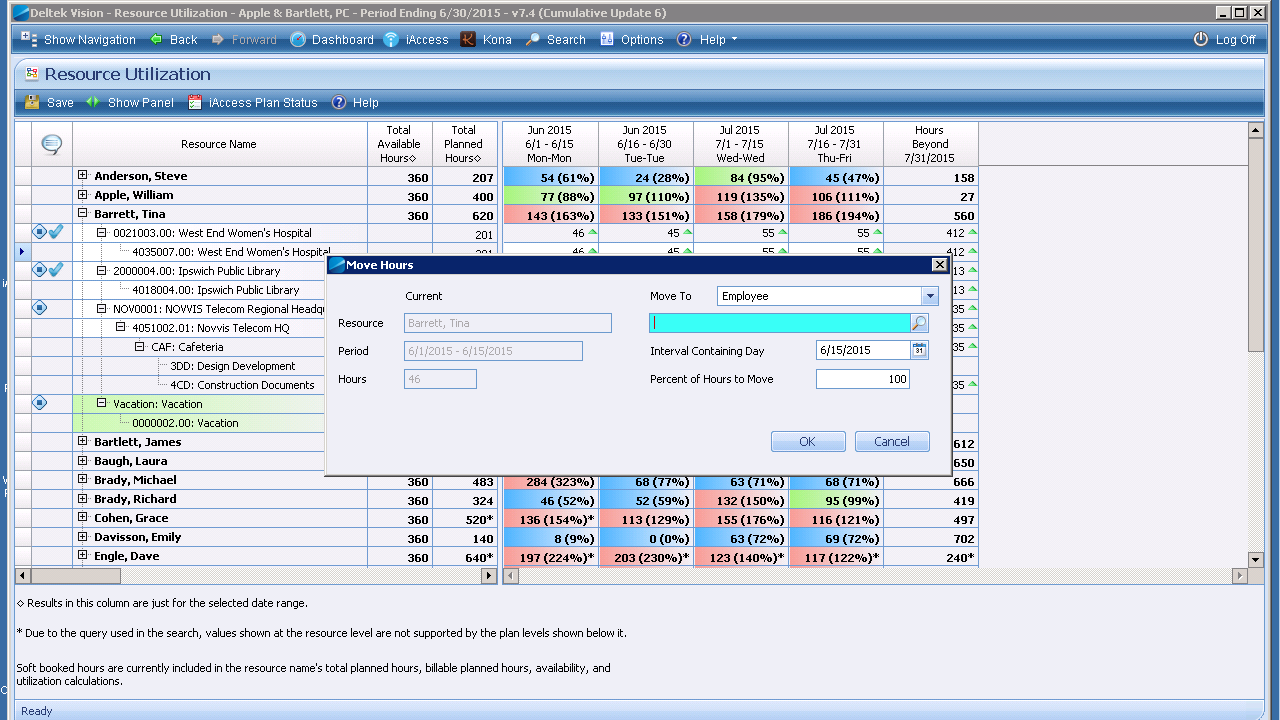 Deltek Vision - Resource Utilization - Apple & Bartlett, PC - Period Ending 6/30/2015 - v7.4 (Cumulative Update 6)
Show Navigation Back Forward Dashboard iAccess Kona Search Options Help Log Off
Resource Utilization
Save Show Panel iAccess Plan Status Help
Resource Name
Total Available Hours◇
Total Planned Hours◇
Jun 2015 6/1 - 6/15 Mon-Mon
Jun 2015 6/16 - 6/30 Tue-Tue
Jul 2015 7/1 - 7/15 Wed-Wed
Jul 2015 7/16 - 7/31 Thu-Fri
Hours Beyond 7/31/2015
Anderson, Steve 360 207 54 (61%) 24 (28%) 84 (95%) 45 (47%) 158
Apple, William 360 400 77 (88%) 97 (110%) 119 (135%) 106 (111%) 27
Barrett, Tina 360 620 143 (163%) 133 (151%) 158 (179%) 186 (194%) 560
0021003.00: West End Women's Hospital 201 46 45 55 55 412
4035007.00: West End Women's Hospital
2000004.00: Ipswich Public Library
4018004.00: Ipswich Public Library
NOV0001: NOVVIS Telecom Regional Headqu
4051002.01: Novvis Telecom HQ
CAF: Cafeteria
3DD: Design Development
4CD: Construction Documents
Vacation: Vacation
0000002.00: Vacation
Move Hours
Current Move To Employee
Resource Barrett, Tina
Period 6/1/2015 - 6/15/2015 Interval Containing Day 6/15/2015 31
Hours 46 Percent of Hours to Move 100
OK Cancel
Bartlett, James 612
Baugh, Laura 650
Brady, Michael 360 483 284 (323%) 68 (77%) 63 (71%) 68 (71%) 666
Brady, Richard 360 324 46 (52%) 52 (59%) 132 (150%) 95 (99%) 419
Cohen, Grace 360 520* 136 (154%)* 113 (129%) 155 (176%) 116 (121%) 497
Davisson, Emily 360 140 8 (9%) 0 (0%) 63 (72%) 69 (72%) 702
Engle, Dave 360 640* 197 (224%)* 203 (230%)* 123 (140%)* 117 (122%)* 240*
◇ Results in this column are just for the selected date range.
* Due to the query used in the search, values shown at the resource level are not supported by the plan levels shown below it.
Soft booked hours are currently included in the resource name's total planned hours, billable planned hours, availability, and
utilization calculations.
Ready